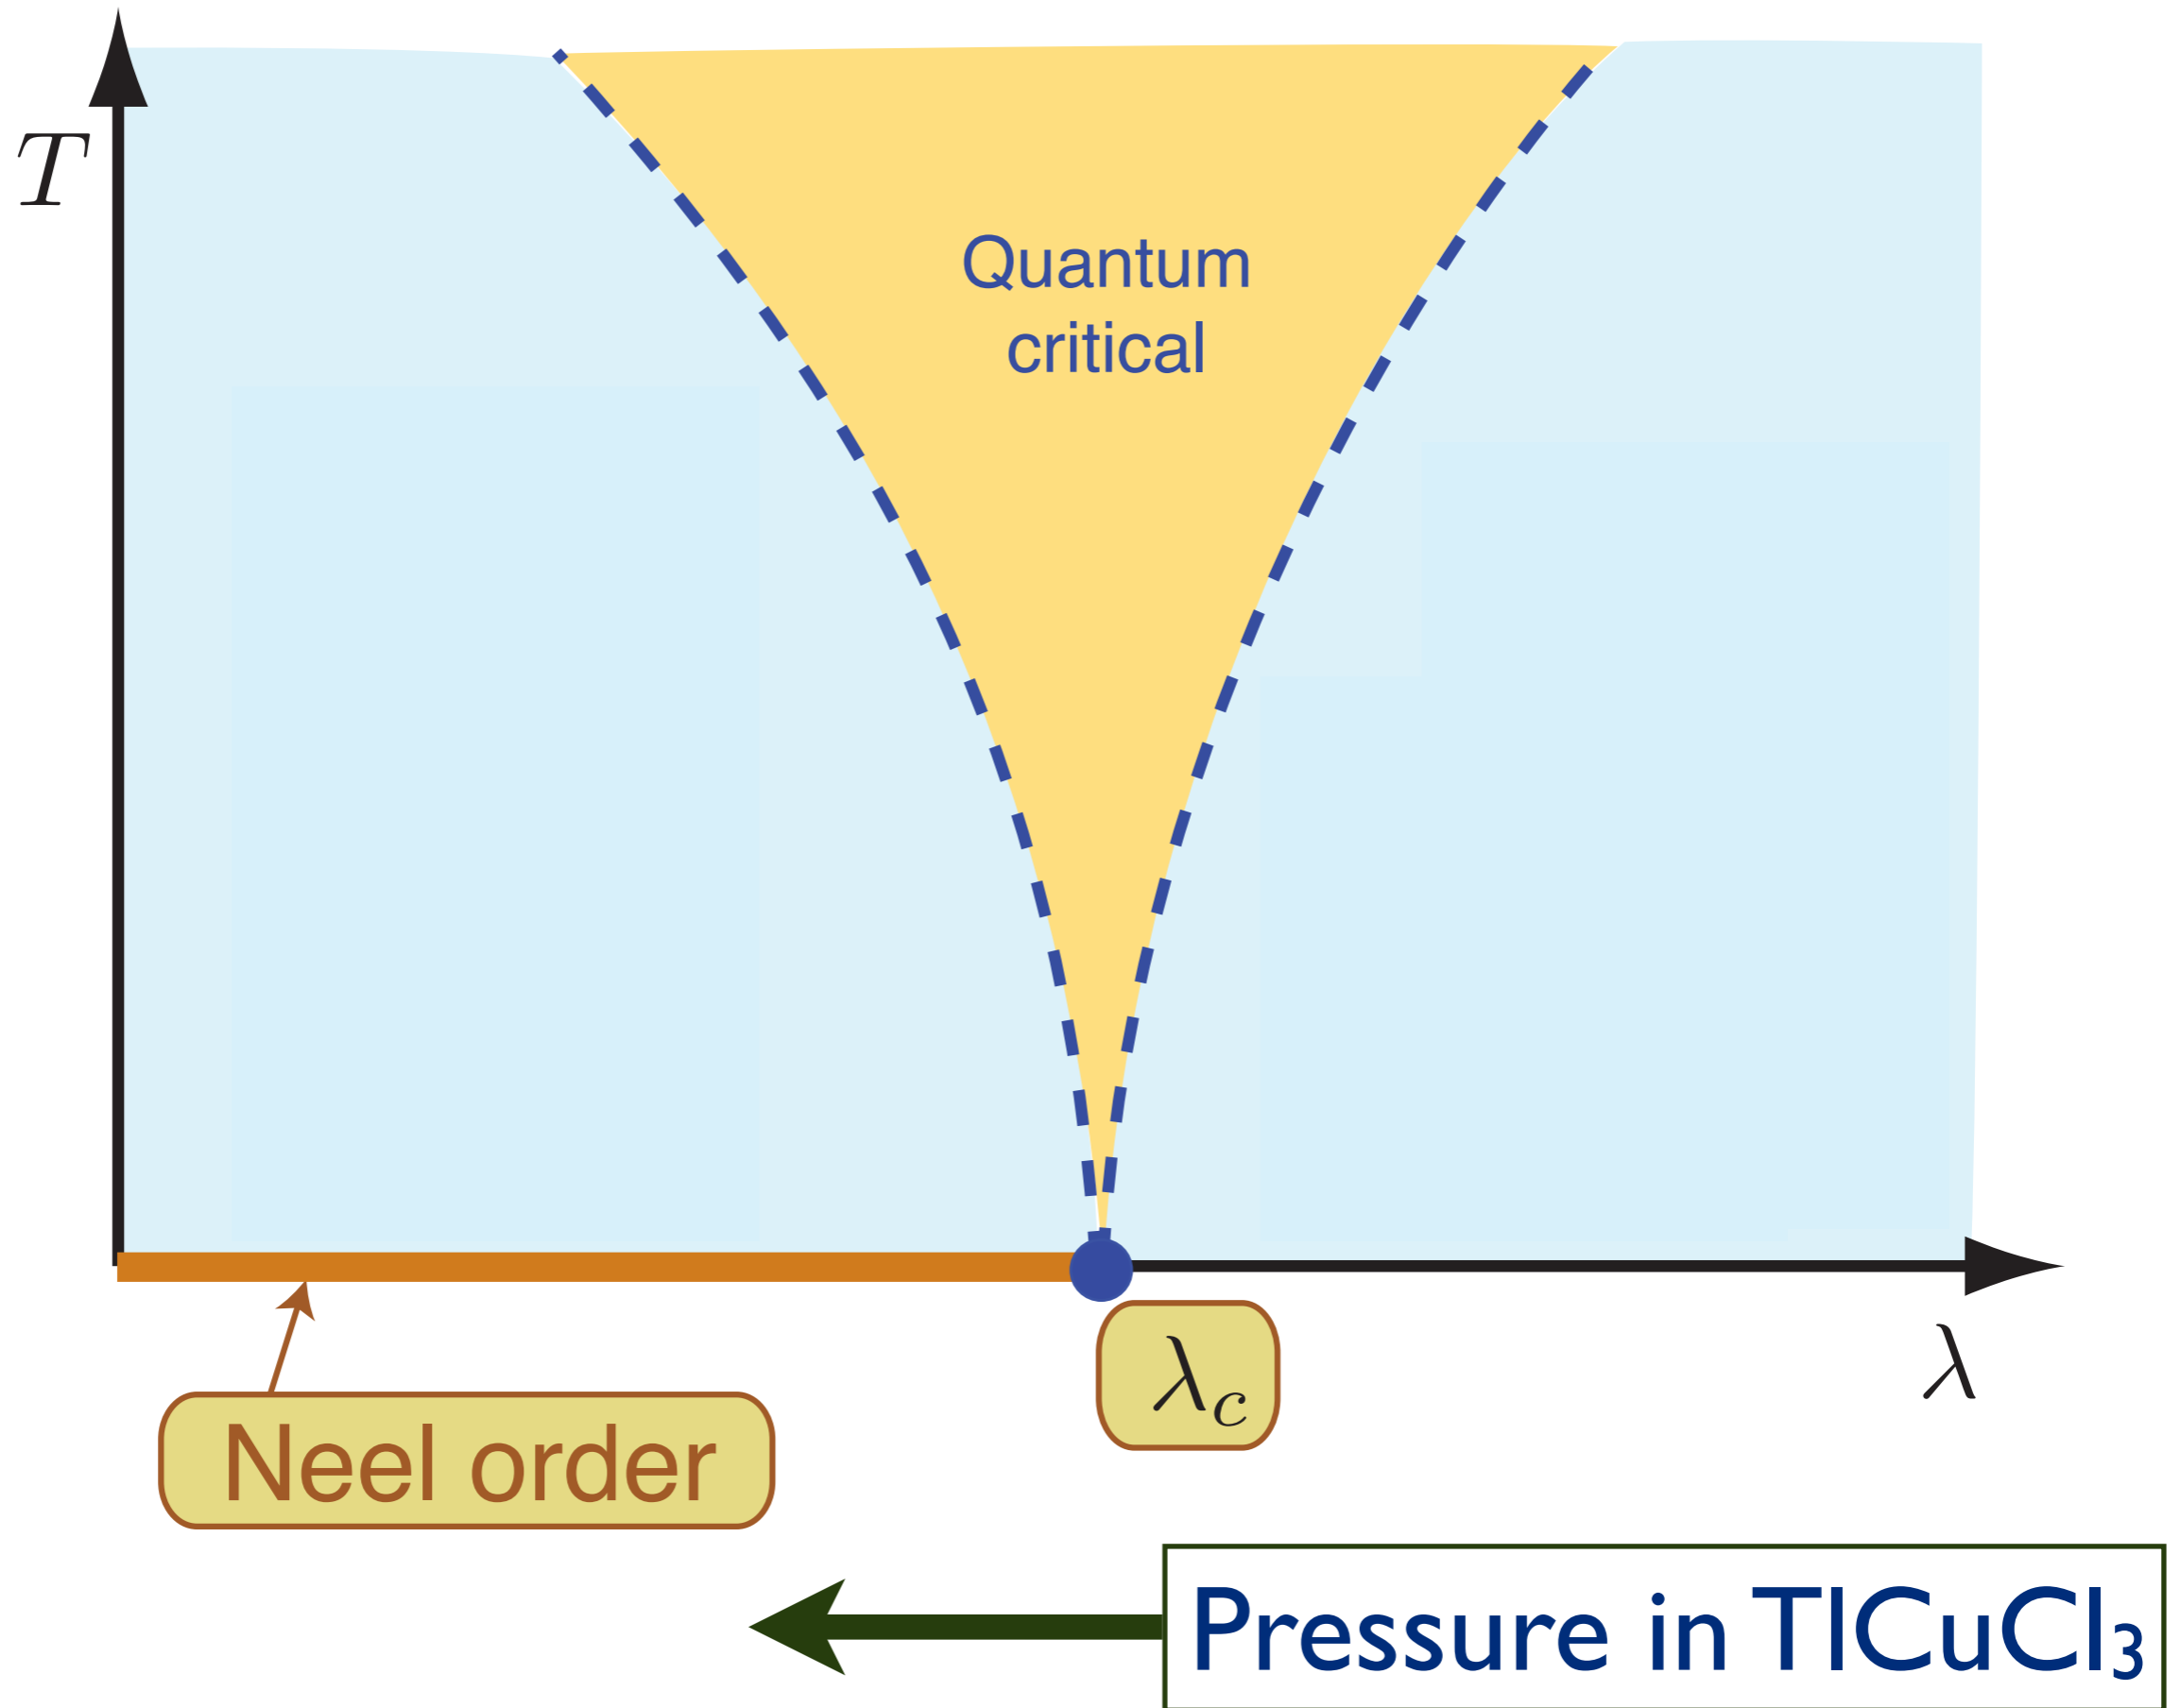 T
Quantum
critical
λ
λc
Neel order
Pressure in TlCuCl₃